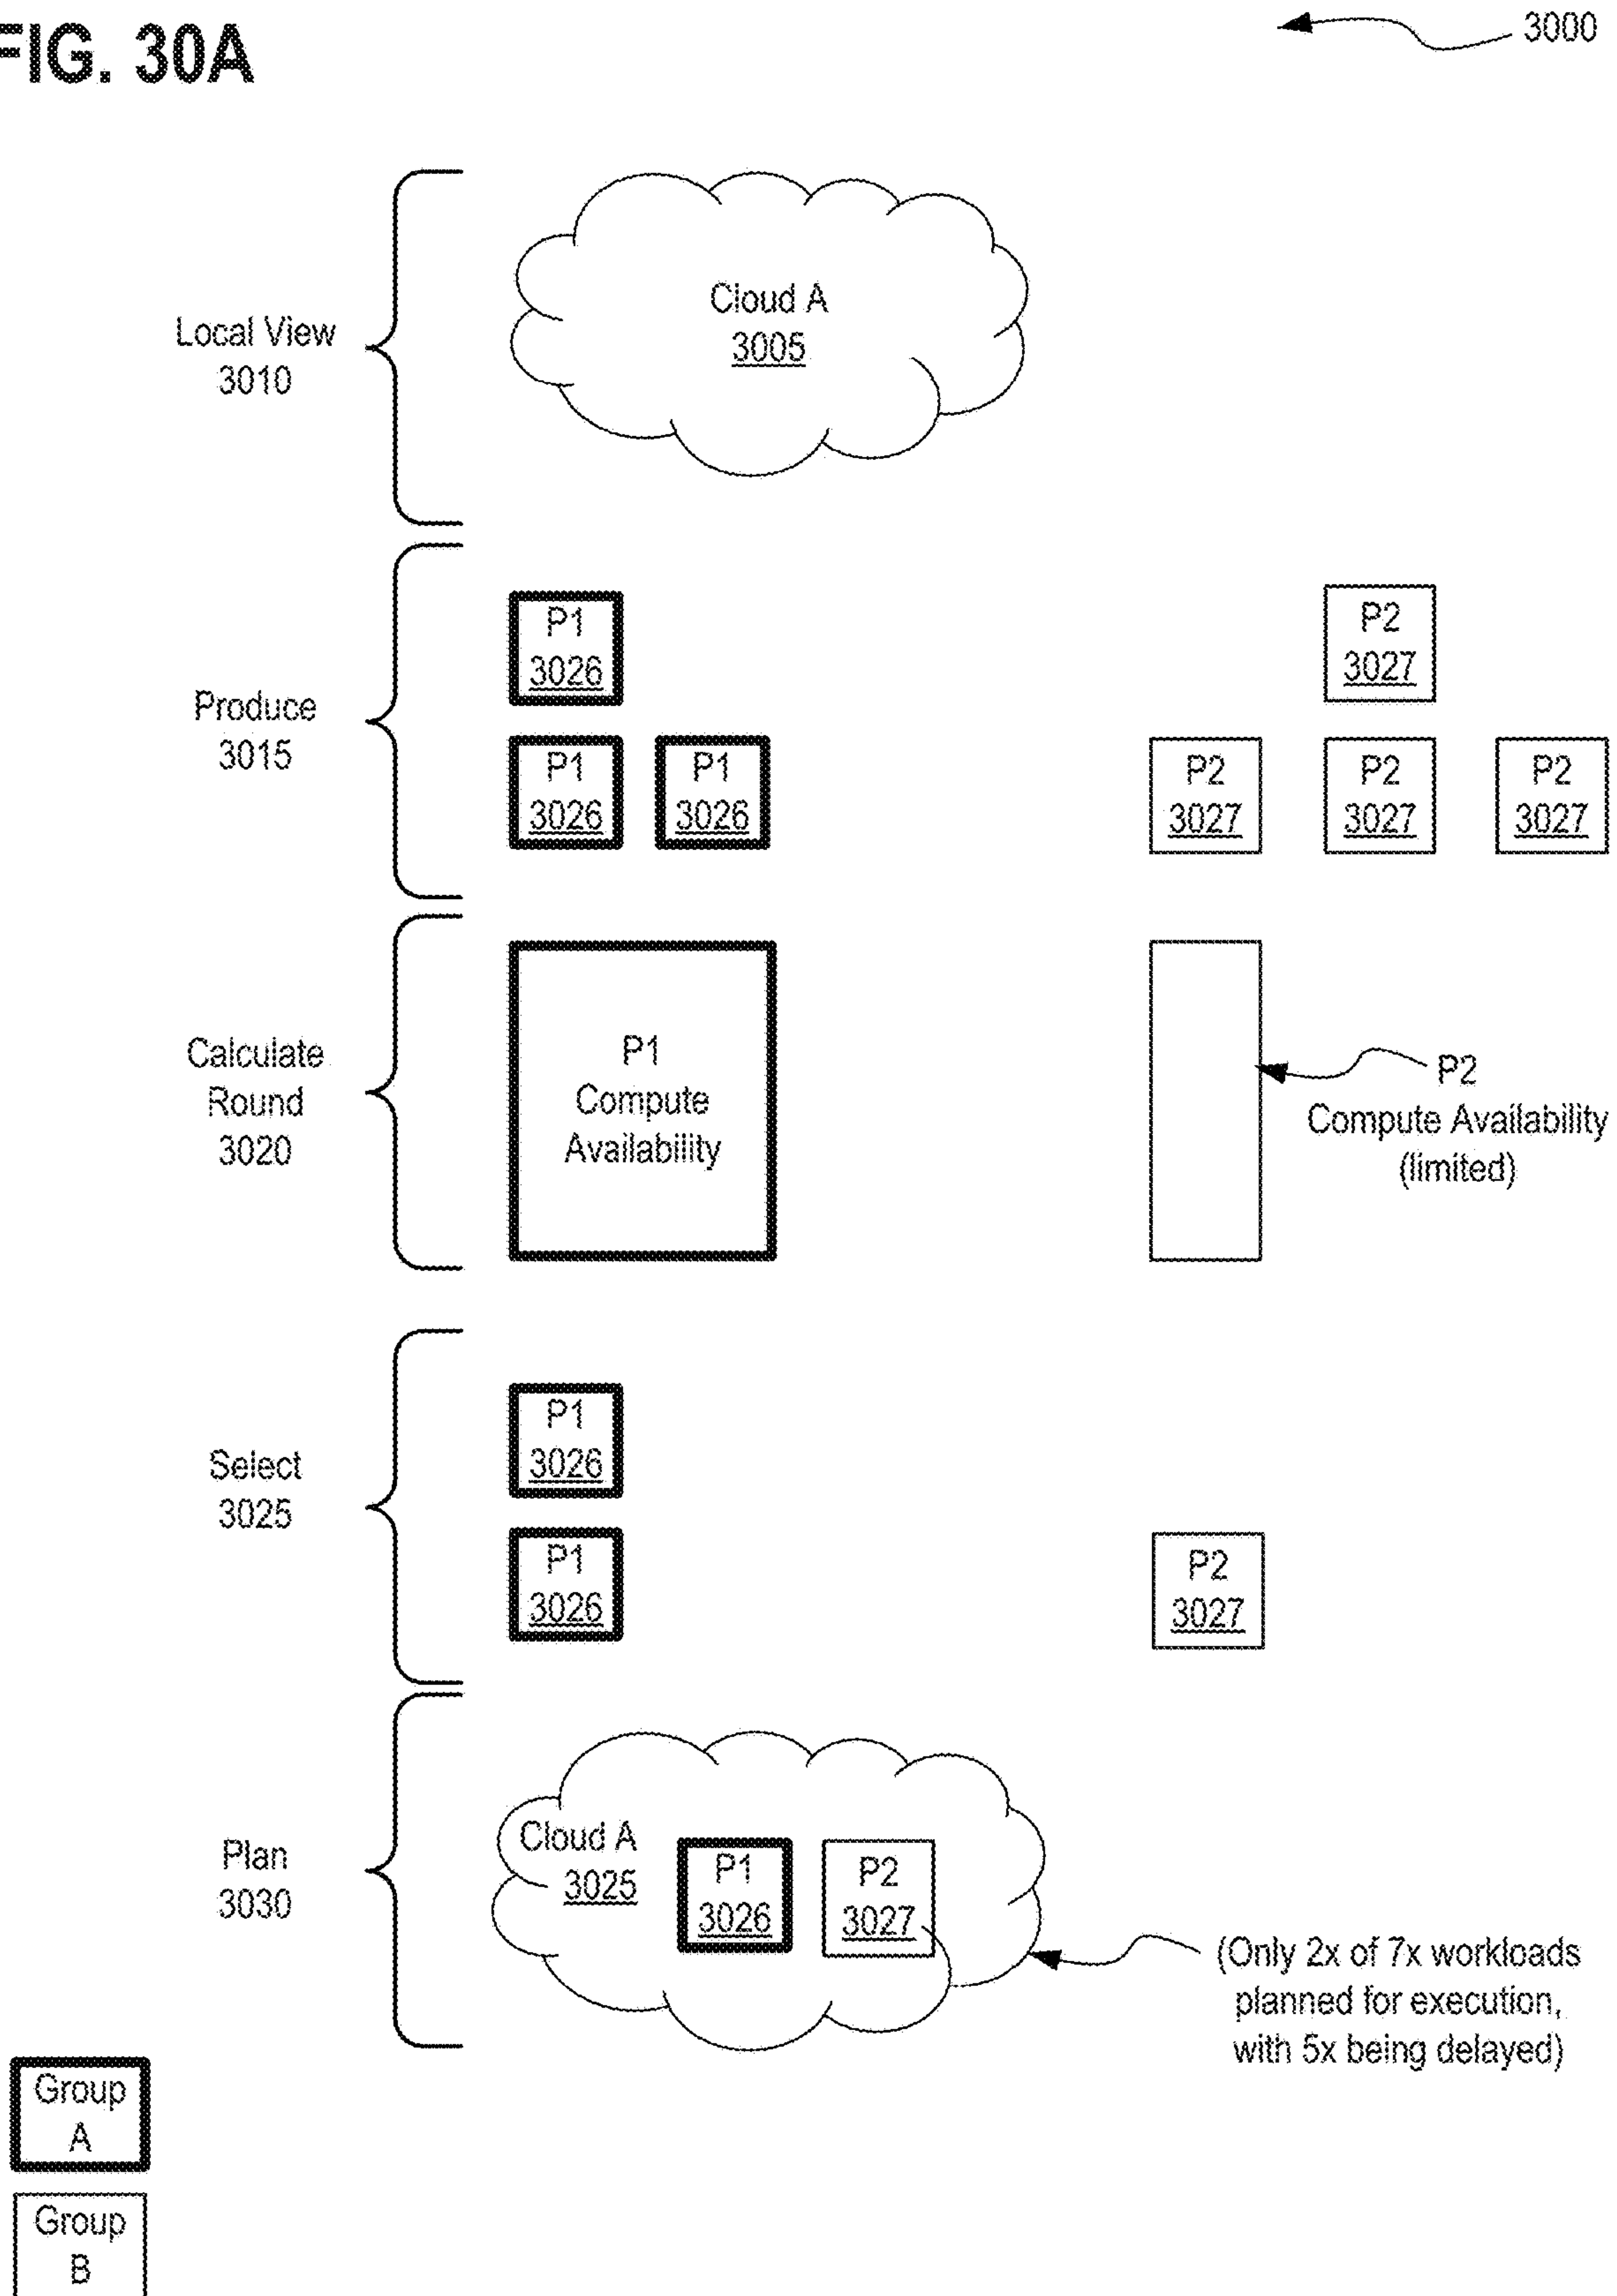 FIG. 30A
3000
Cloud A
3005
Local View
3010
P1
3026
P2
3027
Produce
3015
P1
3026
P1
3026
P2
3027
P2
3027
P2
3027
Calculate
Round
3020
P1
Compute
Availability
P2
Compute Availability
(limited)
Select
3025
P1
3026
P1
3026
P2
3027
Plan
3030
Cloud A
3025
P1
3026
P2
3027
(Only 2x of 7x workloads
planned for execution,
with 5x being delayed)
Group
A
Group
B